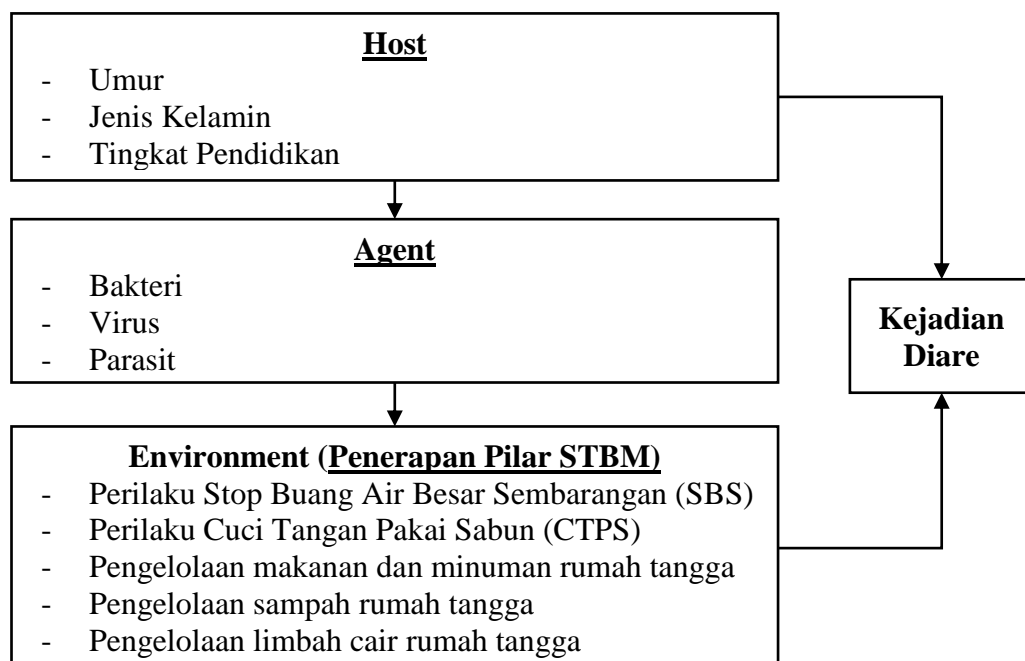 Host
- Umur
- Jenis Kelamin
- Tingkat Pendidikan
Agent
- Bakteri
- Virus
- Parasit
Kejadian
Diare
Environment (Penerapan Pilar STBM)
- Perilaku Stop Buang Air Besar Sembarangan (SBS)
- Perilaku Cuci Tangan Pakai Sabun (CTPS)
- Pengelolaan makanan dan minuman rumah tangga
- Pengelolaan sampah rumah tangga
- Pengelolaan limbah cair rumah tangga